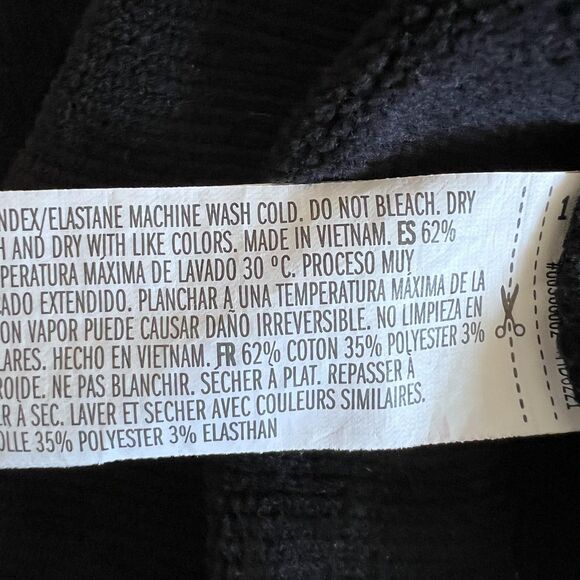 NDEX/ELASTANE MACHINE WASH COLD. DO NOT BLEACH. DRY
H AND DRY WITH LIKE COLORS. MADE IN VIETNAM. ES 62%
PERATURA MÁXIMA DE LAVADO 30 °C. PROCESO MUY
CADO EXTENDIDO. PLANCHAR A UNA TEMPERATURA MÁXIMA DE LA
ON VAPOR PUEDE CAUSAR DAÑO IRREVERSIBLE. NO LIMPIEZA EN
LARES. HECHO EN VIETNAM. FR 62% COTON 35% POLYESTER 3%
ROIDE. NE PAS BLANCHIR. SÉCHER À PLAT. REPASSER À
ER À SEC. LAVER ET SÉCHER AVEC COULEURS SIMILAIRES.
OLLE 35% POLYESTER 3% ELASTHAN
1